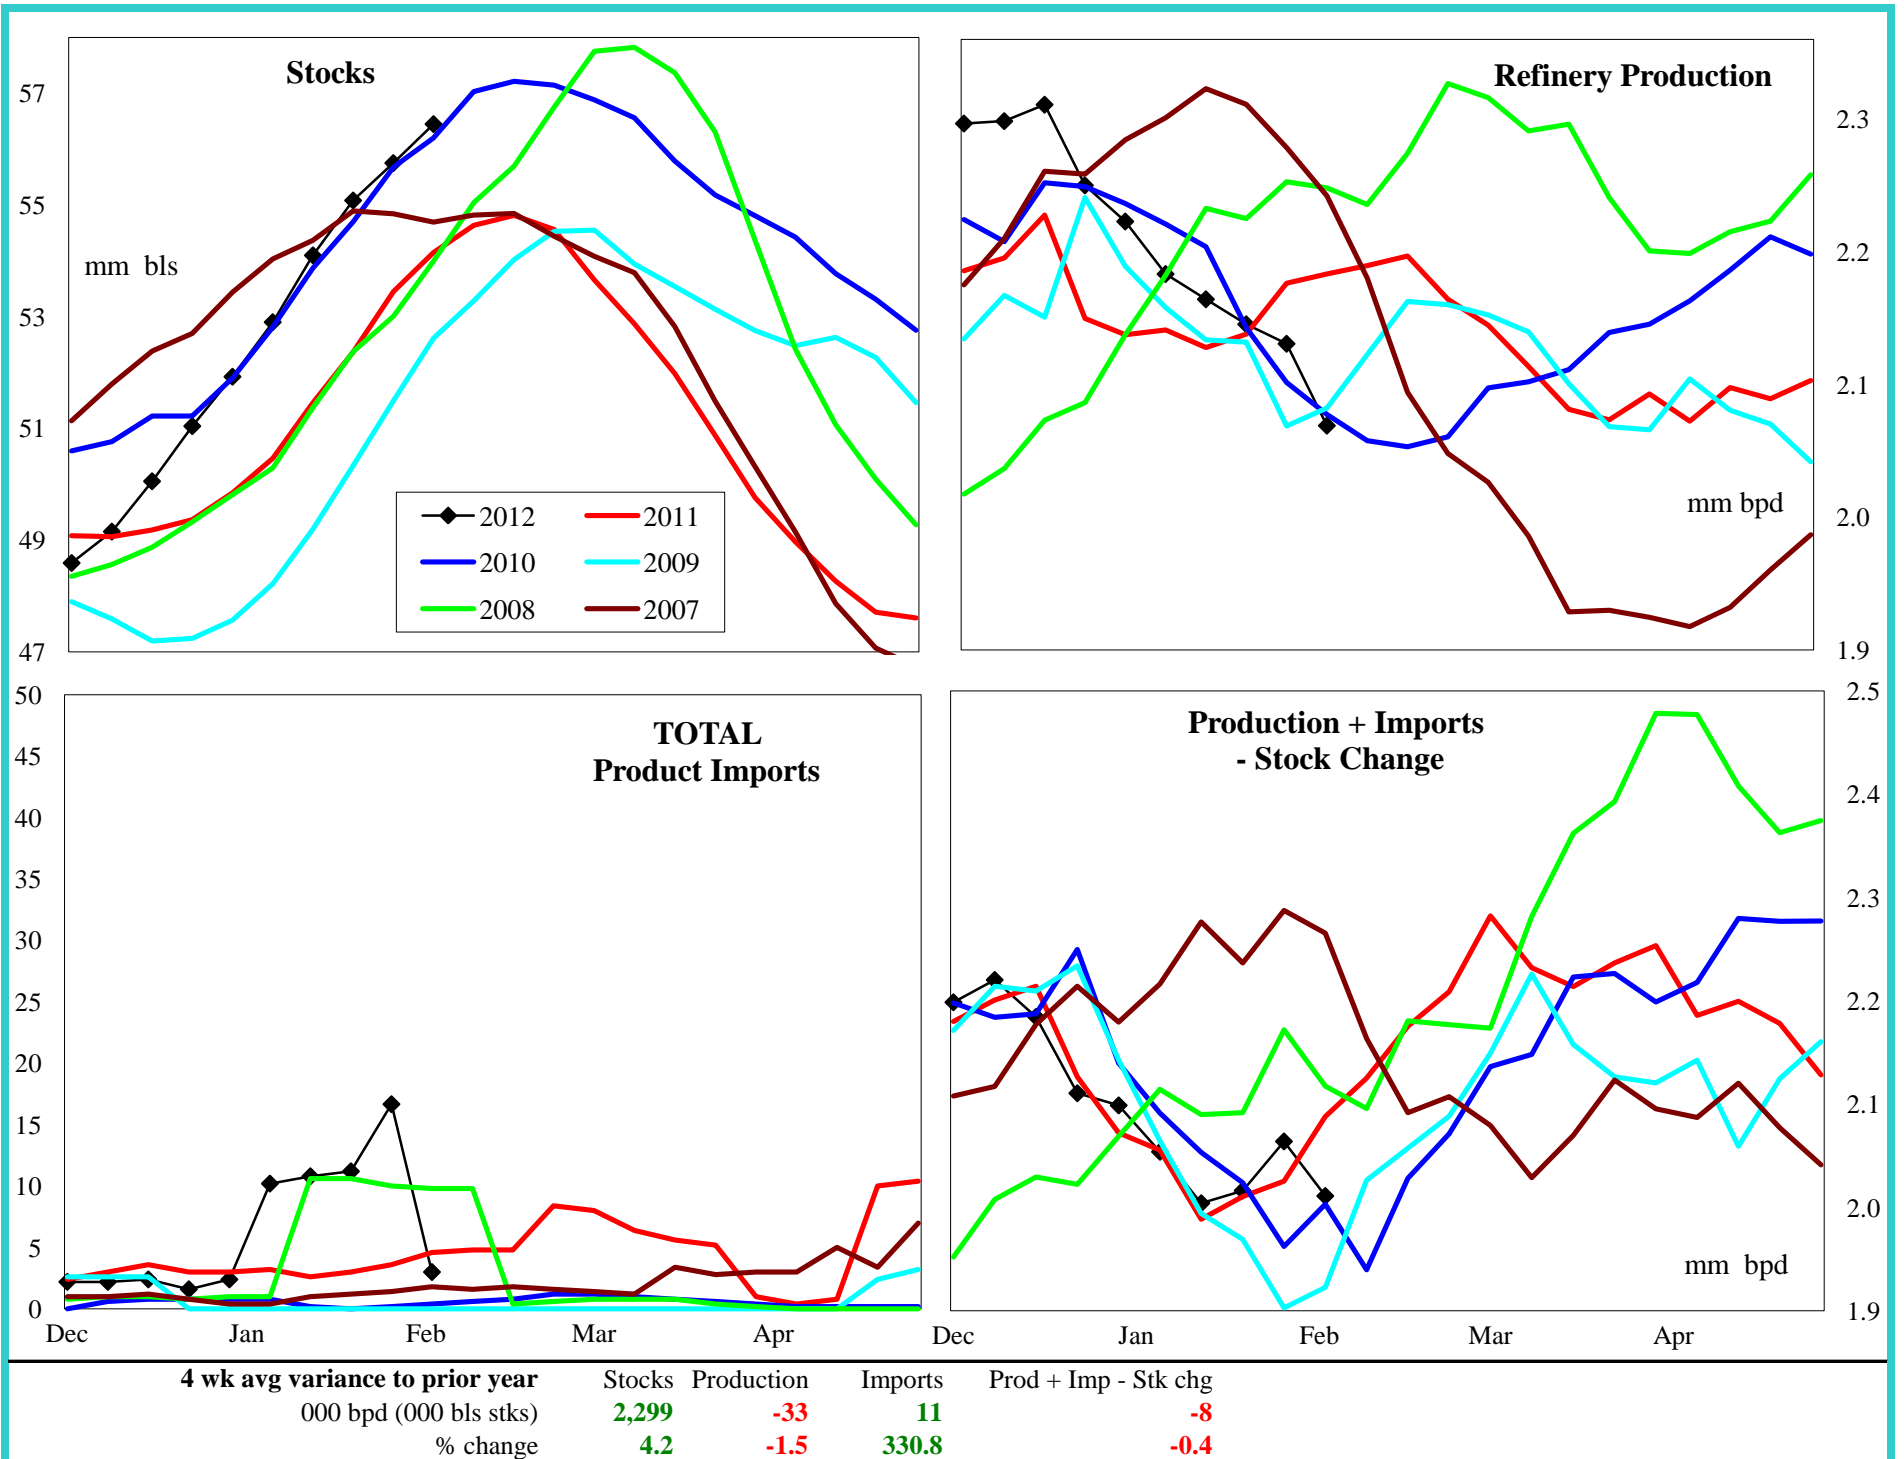 Stocks
57
55
53
51
49
47
mm bls
2012 2011
2010 2009
2008 2007
Refinery Production
2.3
2.2
2.1
2.0
1.9
mm bpd
TOTAL
Product Imports
50
45
40
35
30
25
20
15
10
5
0
Dec Jan Feb Mar Apr
Production + Imports
- Stock Change
2.5
2.4
2.3
2.2
2.1
2.0
1.9
mm bpd
Dec Jan Feb Mar Apr
4 wk avg variance to prior year Stocks Production Imports Prod + Imp - Stk chg
000 bpd (000 bls stks) 2,299 -33 11 -8
% change 4.2 -1.5 330.8 -0.4